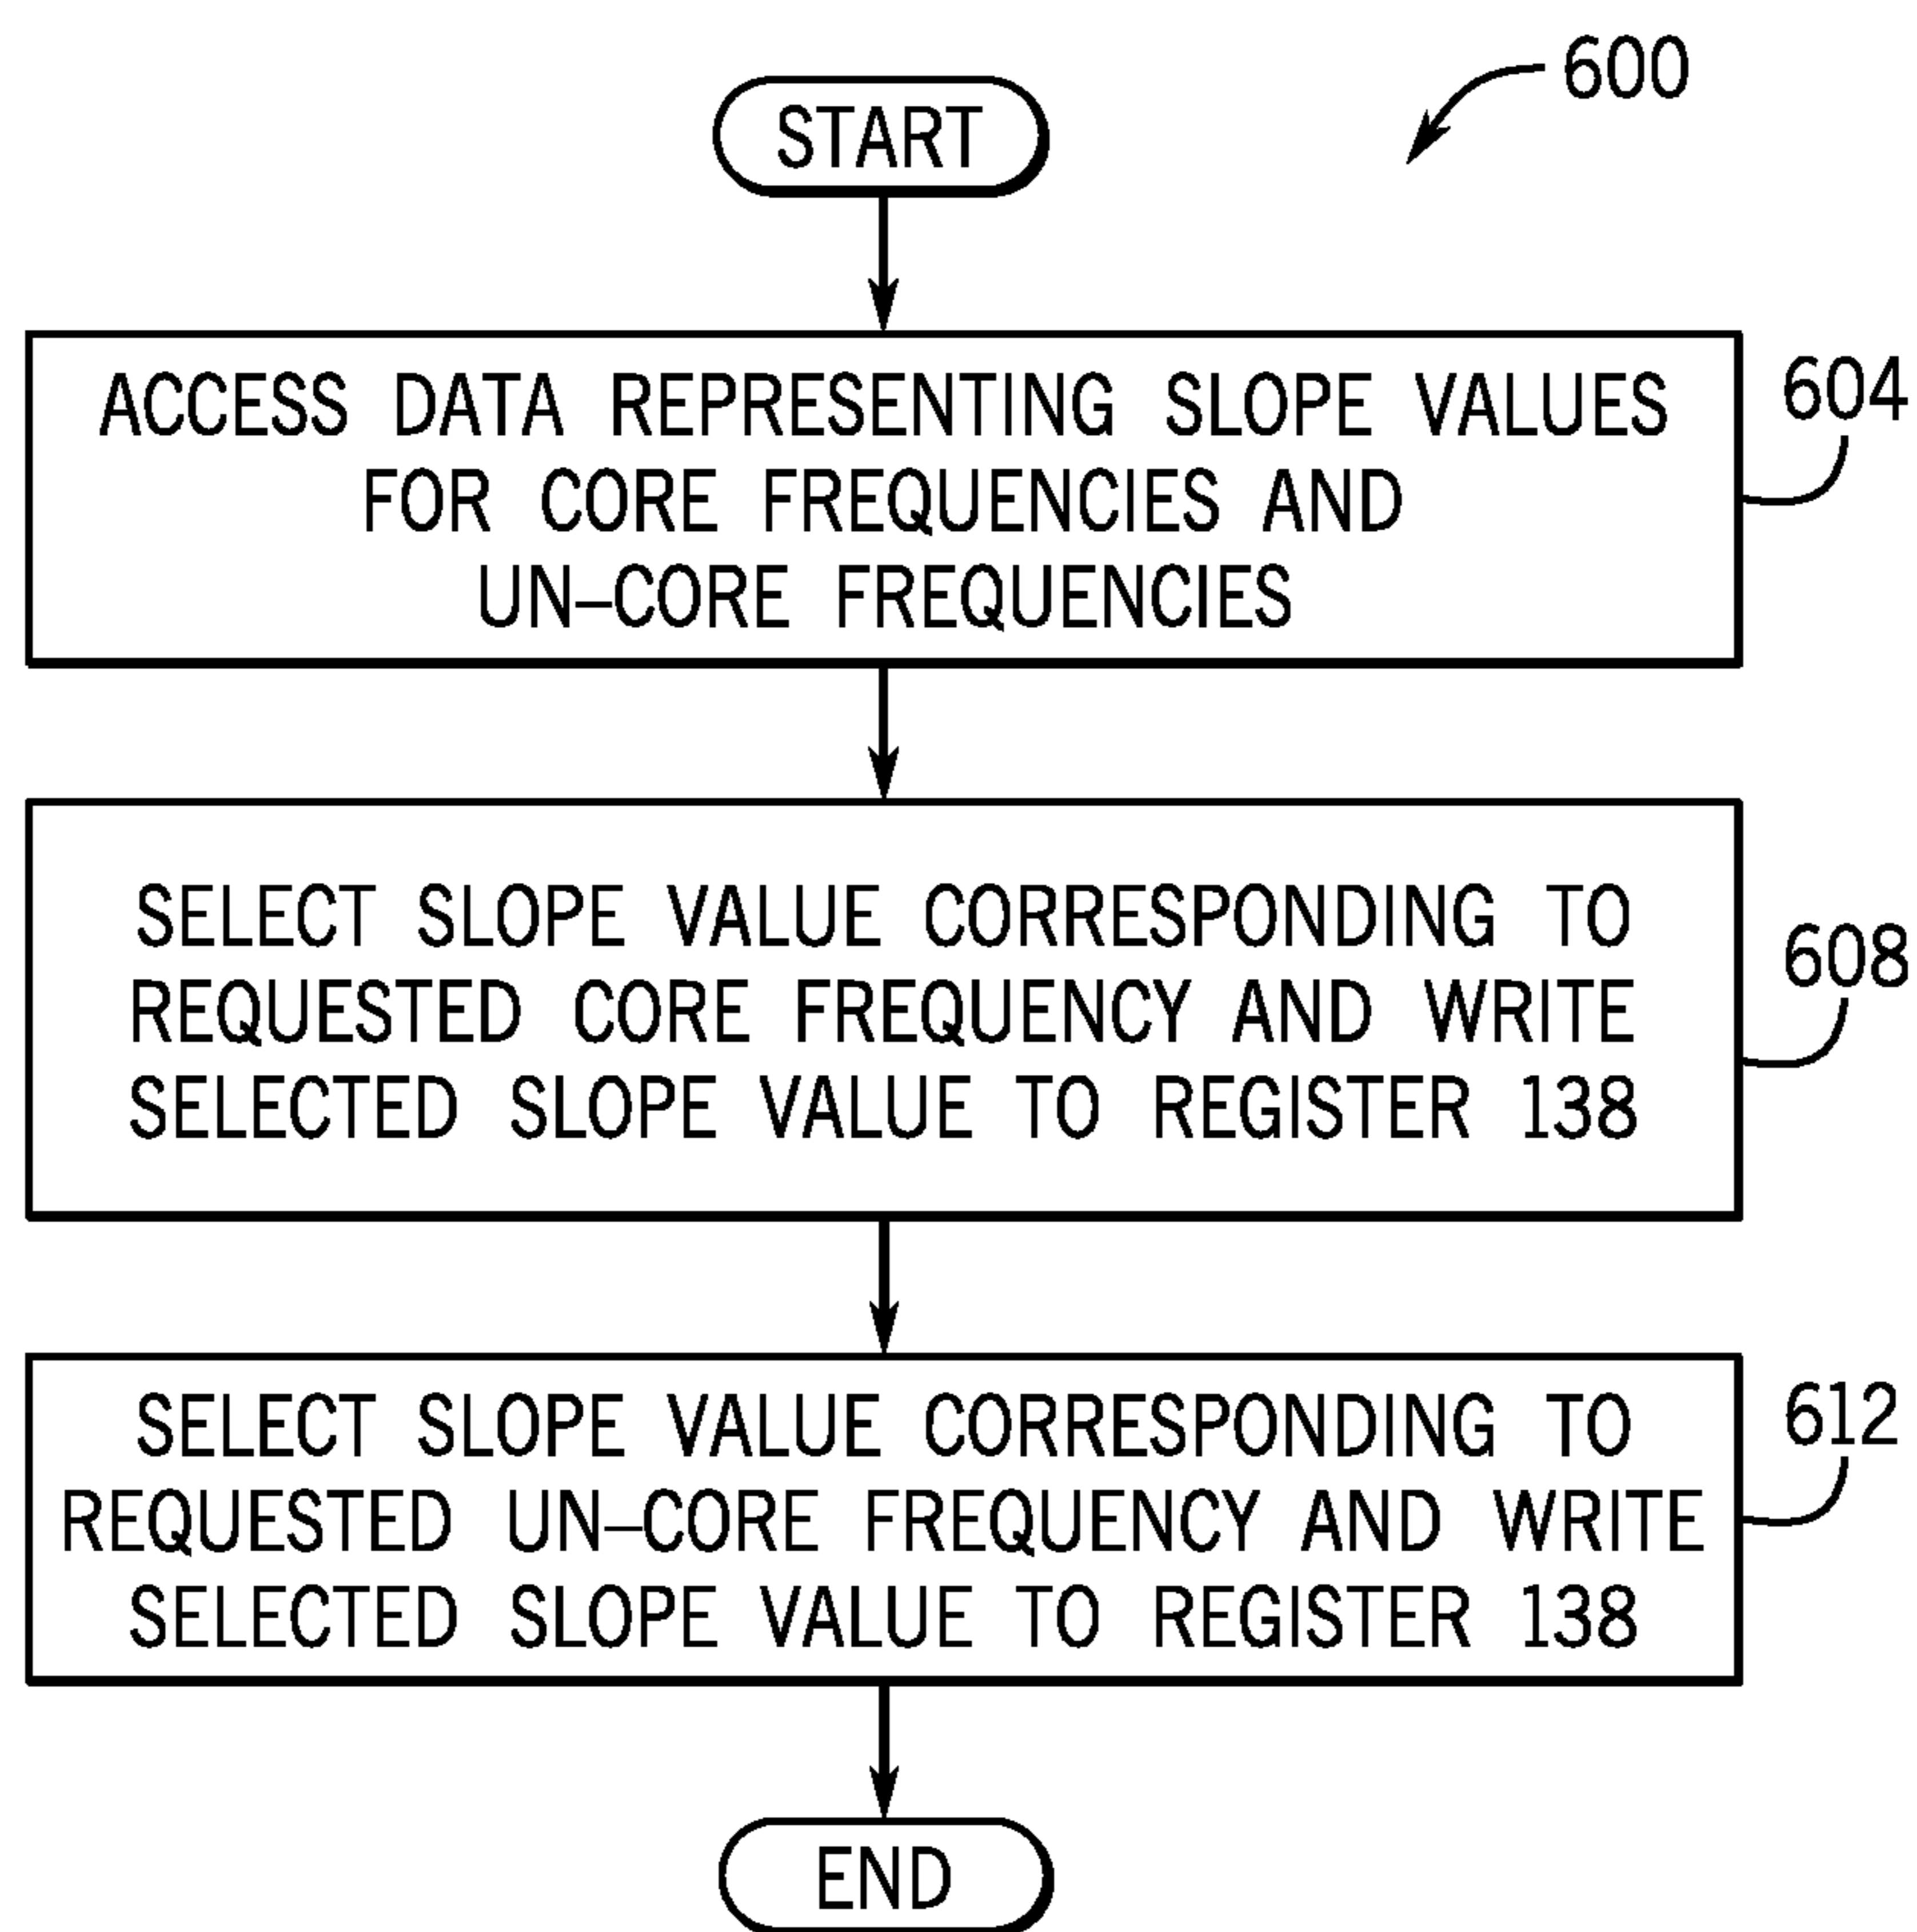 600
START
ACCESS DATA REPRESENTING SLOPE VALUES
FOR CORE FREQUENCIES AND
UN–CORE FREQUENCIES
604
SELECT SLOPE VALUE CORRESPONDING TO
REQUESTED CORE FREQUENCY AND WRITE
SELECTED SLOPE VALUE TO REGISTER 138
608
SELECT SLOPE VALUE CORRESPONDING TO
REQUESTED UN–CORE FREQUENCY AND WRITE
SELECTED SLOPE VALUE TO REGISTER 138
612
END